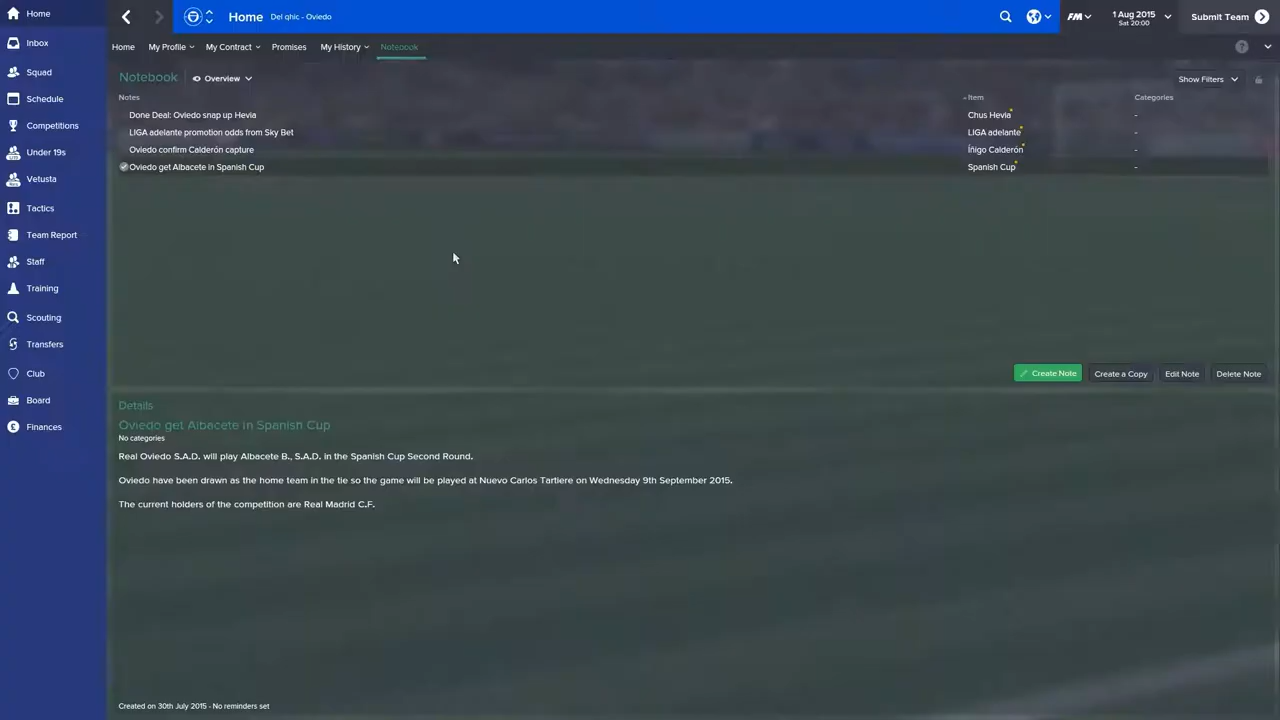 Home
Inbox
Squad
Schedule
Competitions
Under 19s
Vetusta
Tactics
Team Report
Staff
Training
Scouting
Transfers
Club
Board
Finances
Home Del qhic - Oviedo
FM
1 Aug 2015
Sat 20:00
Submit Team
Home My Profile My Contract Promises My History Notebook
Notebook Overview
Show Filters
Notes Item Categories
Done Deal: Oviedo snap up Hevia Chus Hevia -
LIGA adelante promotion odds from Sky Bet LIGA adelante -
Oviedo confirm Calderón capture Íñigo Calderón -
Oviedo get Albacete in Spanish Cup Spanish Cup -
Create Note Create a Copy Edit Note Delete Note
Details
Oviedo get Albacete in Spanish Cup
No categories
Real Oviedo S.A.D. will play Albacete B., S.A.D. in the Spanish Cup Second Round.
Oviedo have been drawn as the home team in the tie so the game will be played at Nuevo Carlos Tartiere on Wednesday 9th September 2015.
The current holders of the competition are Real Madrid C.F.
Created on 30th July 2015 - No reminders set